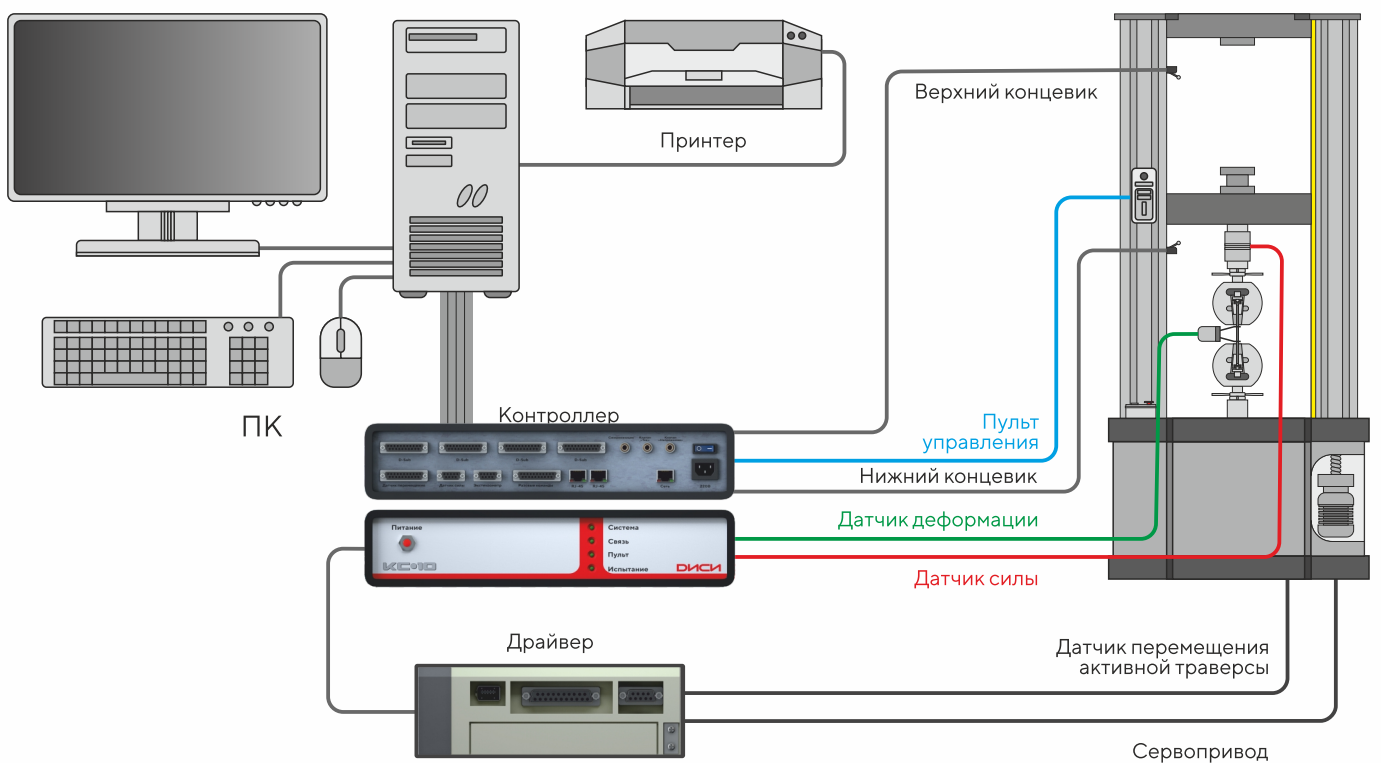 Верхний концевик
Принтер
ПК
Контроллер
Пульт
управления
Нижний концевик
Датчик деформации
Датчик силы
Питание
Система
Связь
Пульт
Испытание
КС-10
ДИСИ
Драйвер
Датчик перемещения
активной траверсы
Сервопривод